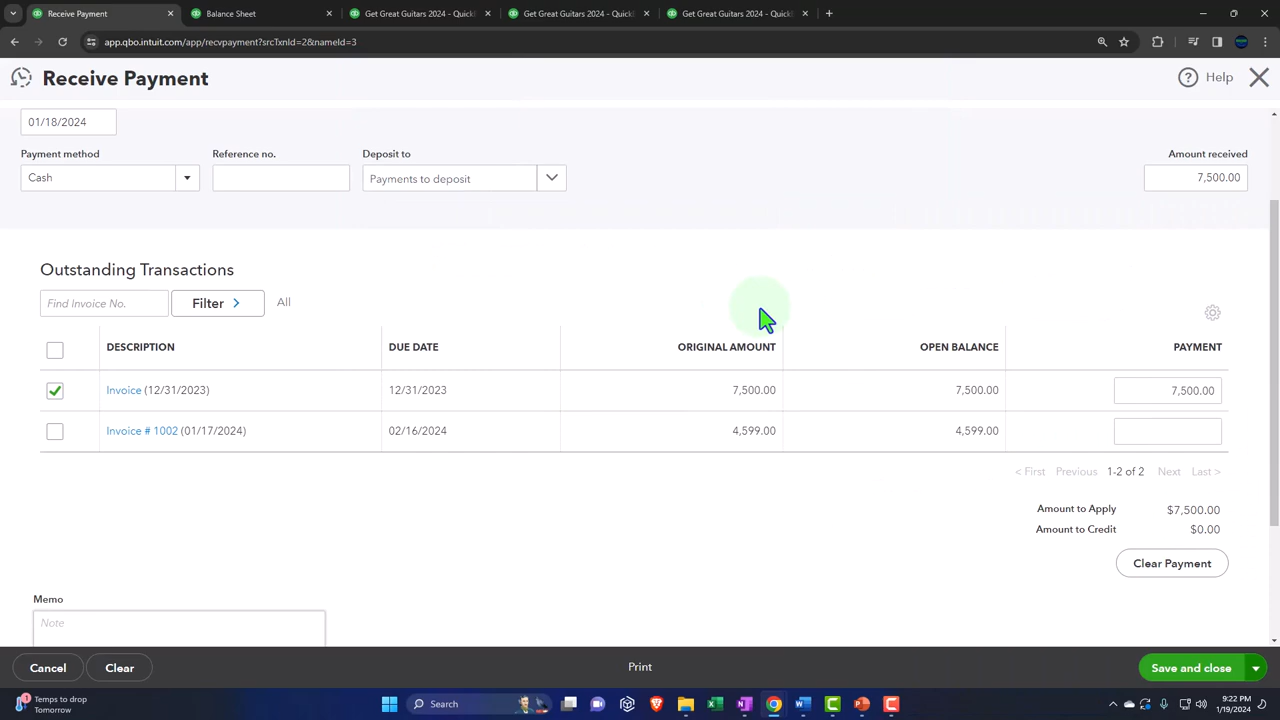 Receive Payment
Balance Sheet
Get Great Guitars 2024 - QuickB
Get Great Guitars 2024 - QuickB
Get Great Guitars 2024 - QuickB
app.qbo.intuit.com/app/recvpayment?srcTxnId=2&nameId=3
Receive Payment
Help
01/18/2024
Payment method
Reference no.
Deposit to
Amount received
Cash
Payments to deposit
7,500.00
Outstanding Transactions
Find Invoice No.
Filter
All
DESCRIPTION DUE DATE ORIGINAL AMOUNT OPEN BALANCE PAYMENT
Invoice (12/31/2023) 12/31/2023 7,500.00 7,500.00 7,500.00
Invoice # 1002 (01/17/2024) 02/16/2024 4,599.00 4,599.00
< First Previous 1-2 of 2 Next Last >
Amount to Apply $7,500.00
Amount to Credit $0.00
Clear Payment
Memo
Note
Cancel
Clear
Print
Save and close
1
Temps to drop
Tomorrow
Search
9:22 PM
1/19/2024